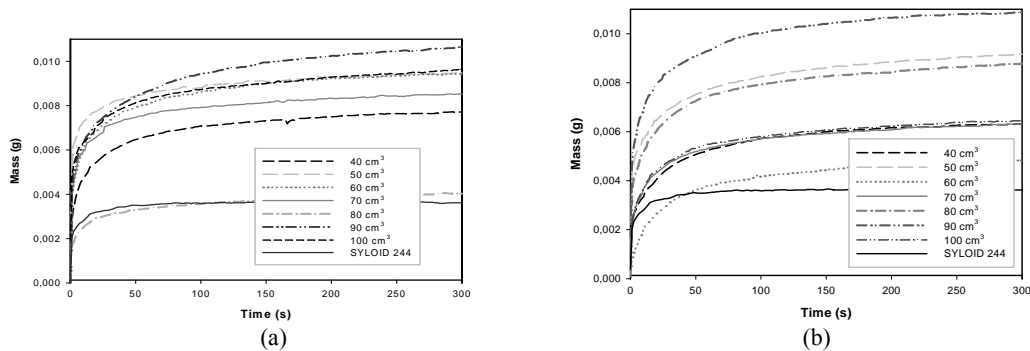 0,010
0,008
0,006
0,004
0,002
0,000
Mass (g)
0 50 100 150 200 250 300
Time (s)
40 cm³
50 cm³
60 cm³
70 cm³
80 cm³
90 cm³
100 cm³
SYLOID 244
(a)
0,010
0,008
0,006
0,004
0,002
0,000
Mass (g)
0 50 100 150 200 250 300
Time (s)
40 cm³
50 cm³
60 cm³
70 cm³
80 cm³
90 cm³
100 cm³
SYLOID 244
(b)